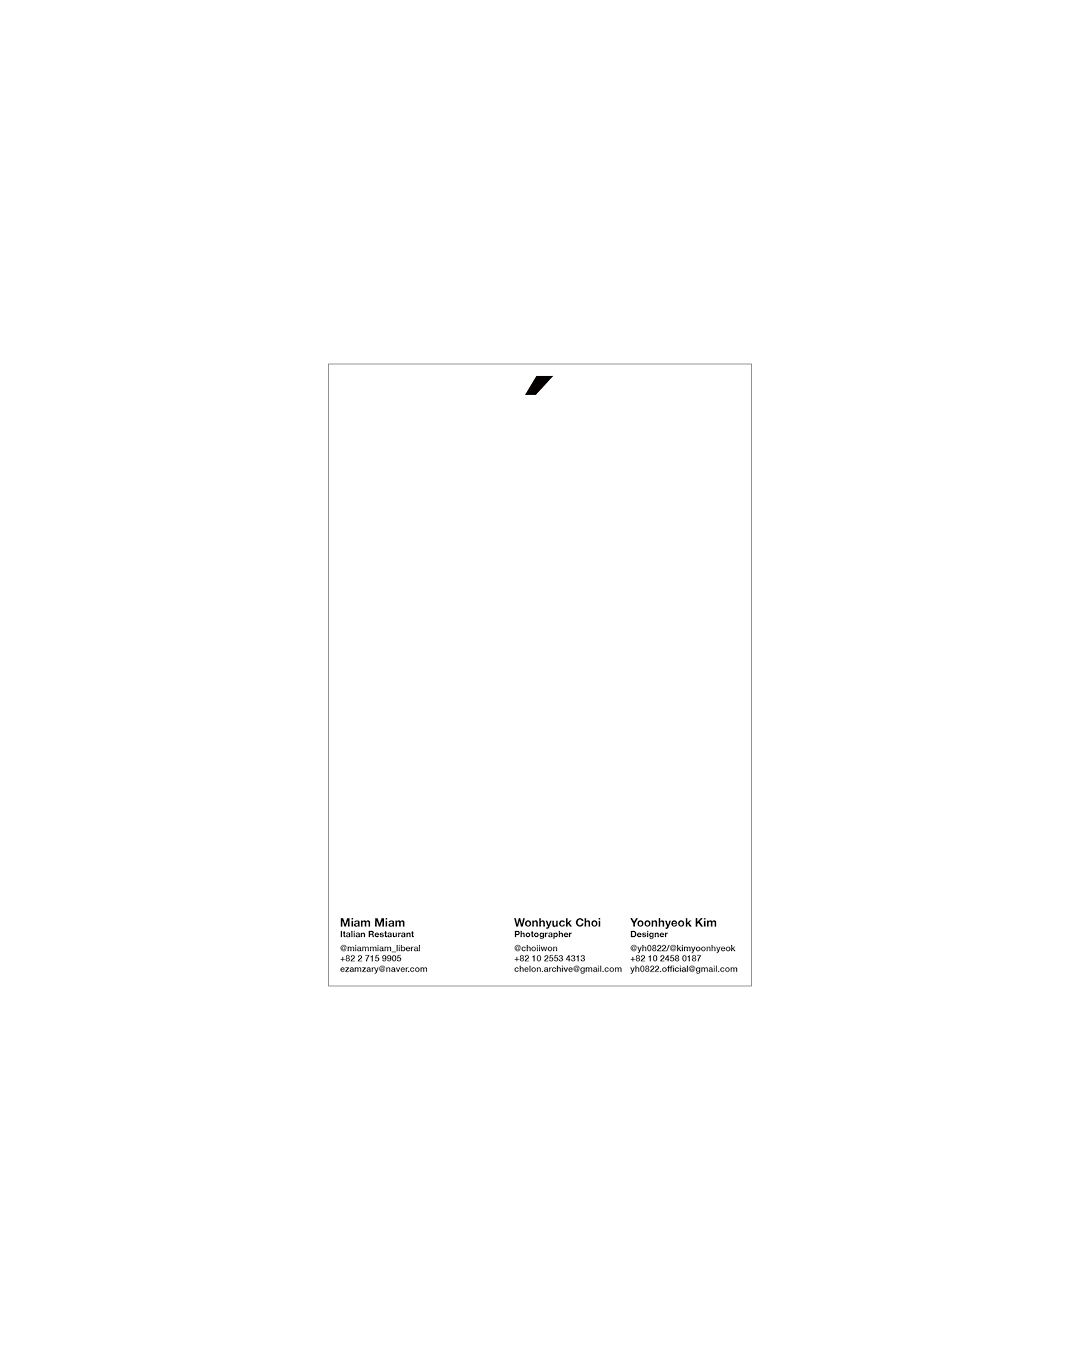 Miam Miam
Italian Restaurant
@miammiam_liberal
+82 2 715 9905
ezamzary@naver.com
Wonhyuck Choi
Photographer
@choiiwon
+82 10 2553 4313
chelon.archive@gmail.com
Yoonhyeok Kim
Designer
@yh0822/@kimyoonhyeok
+82 10 2458 0187
yh0822.official@gmail.com